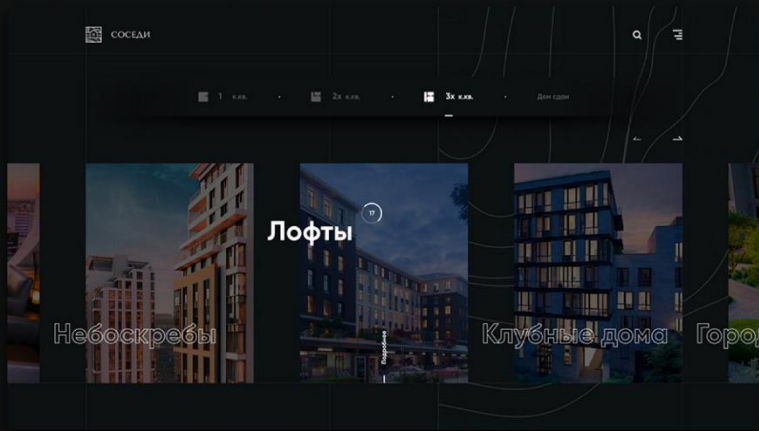 СОСЕДИ
1 к.кв.
2х к.кв.
3х к.кв.
Дом сдан
17
Лофты
Небоскребы
Подробнее
Клубные дома
Город